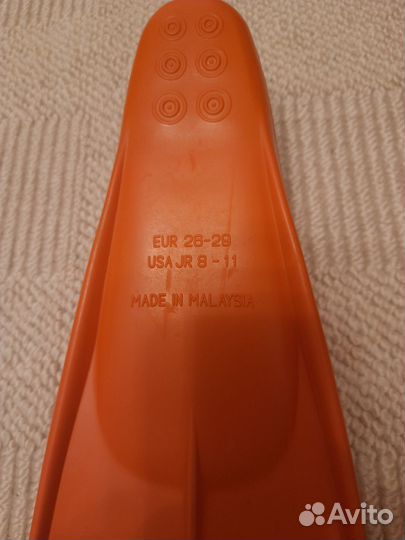 EUR 26-29
USA JR 8 - 11
MADE IN MALAYSIA
Avito